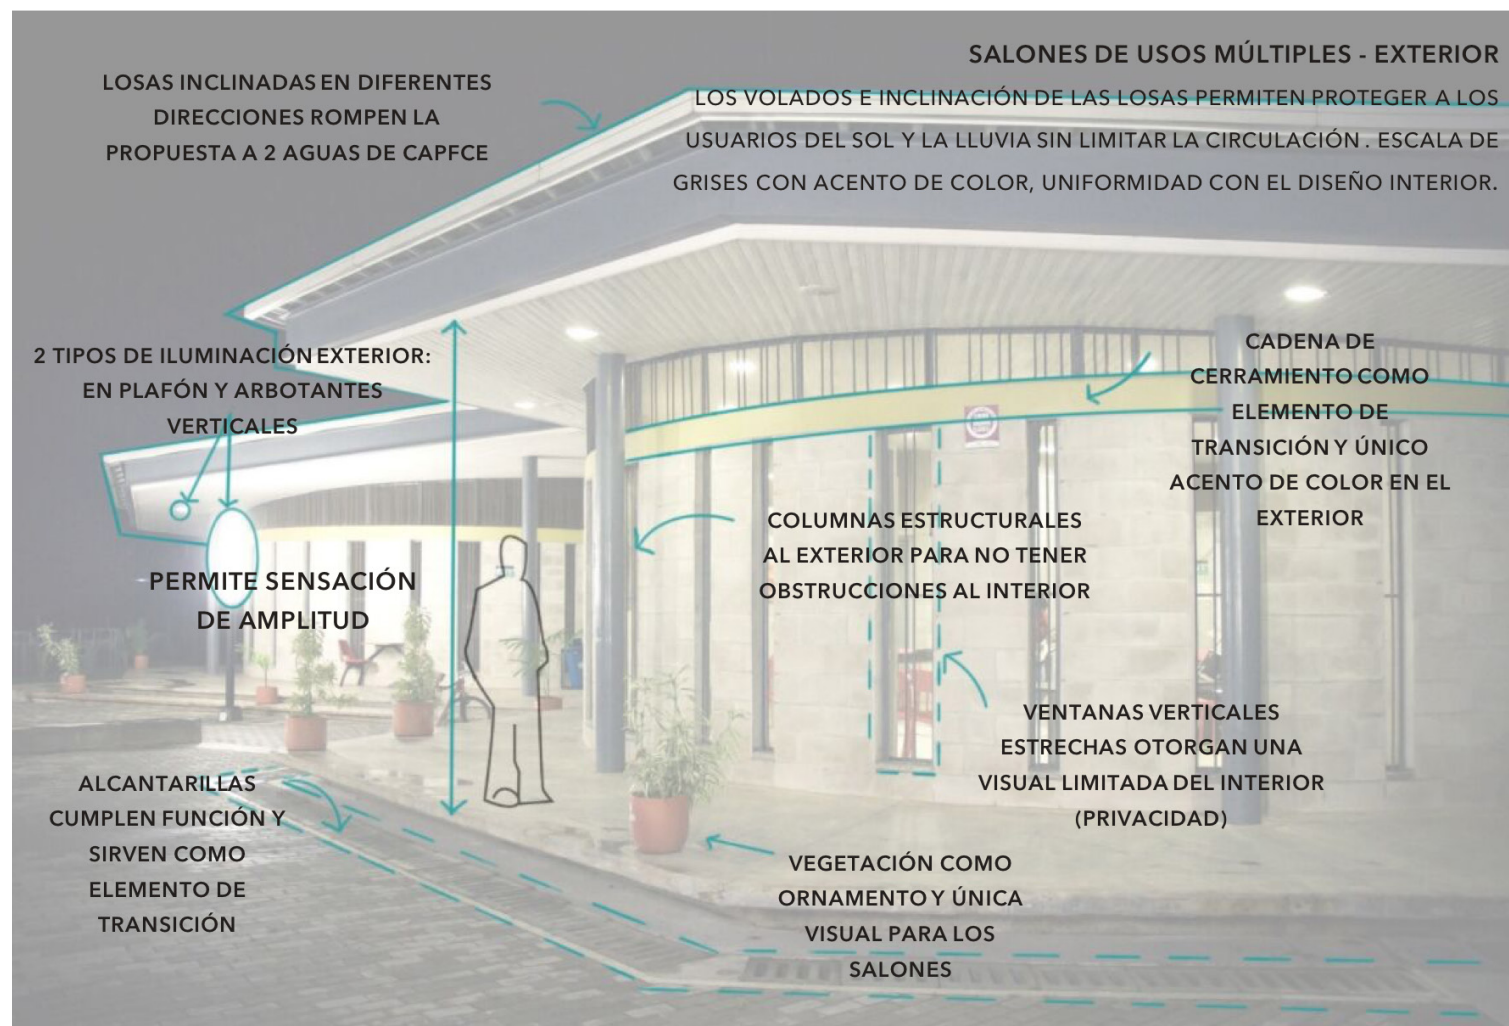 SALONES DE USOS MÚLTIPLES - EXTERIOR
LOS VOLADOS E INCLINACIÓN DE LAS LOSAS PERMITEN PROTEGER A LOS
USUARIOS DEL SOL Y LA LLUVIA SIN LIMITAR LA CIRCULACIÓN . ESCALA DE
GRISES CON ACENTO DE COLOR, UNIFORMIDAD CON EL DISEÑO INTERIOR.
LOSAS INCLINADAS EN DIFERENTES
DIRECCIONES ROMPEN LA
PROPUESTA A 2 AGUAS DE CAPFCE
2 TIPOS DE ILUMINACIÓN EXTERIOR:
EN PLAFÓN Y ARBOTANTES
VERTICALES
CADENA DE
CERRAMIENTO COMO
ELEMENTO DE
TRANSICIÓN Y ÚNICO
ACENTO DE COLOR EN EL
EXTERIOR
COLUMNAS ESTRUCTURALES
AL EXTERIOR PARA NO TENER
OBSTRUCCIONES AL INTERIOR
PERMITE SENSACIÓN
DE AMPLITUD
VENTANAS VERTICALES
ESTRECHAS OTORGAN UNA
VISUAL LIMITADA DEL INTERIOR
(PRIVACIDAD)
ALCANTARILLAS
CUMPLEN FUNCIÓN Y
SIRVEN COMO
ELEMENTO DE
TRANSICIÓN
VEGETACIÓN COMO
ORNAMENTO Y ÚNICA
VISUAL PARA LOS
SALONES